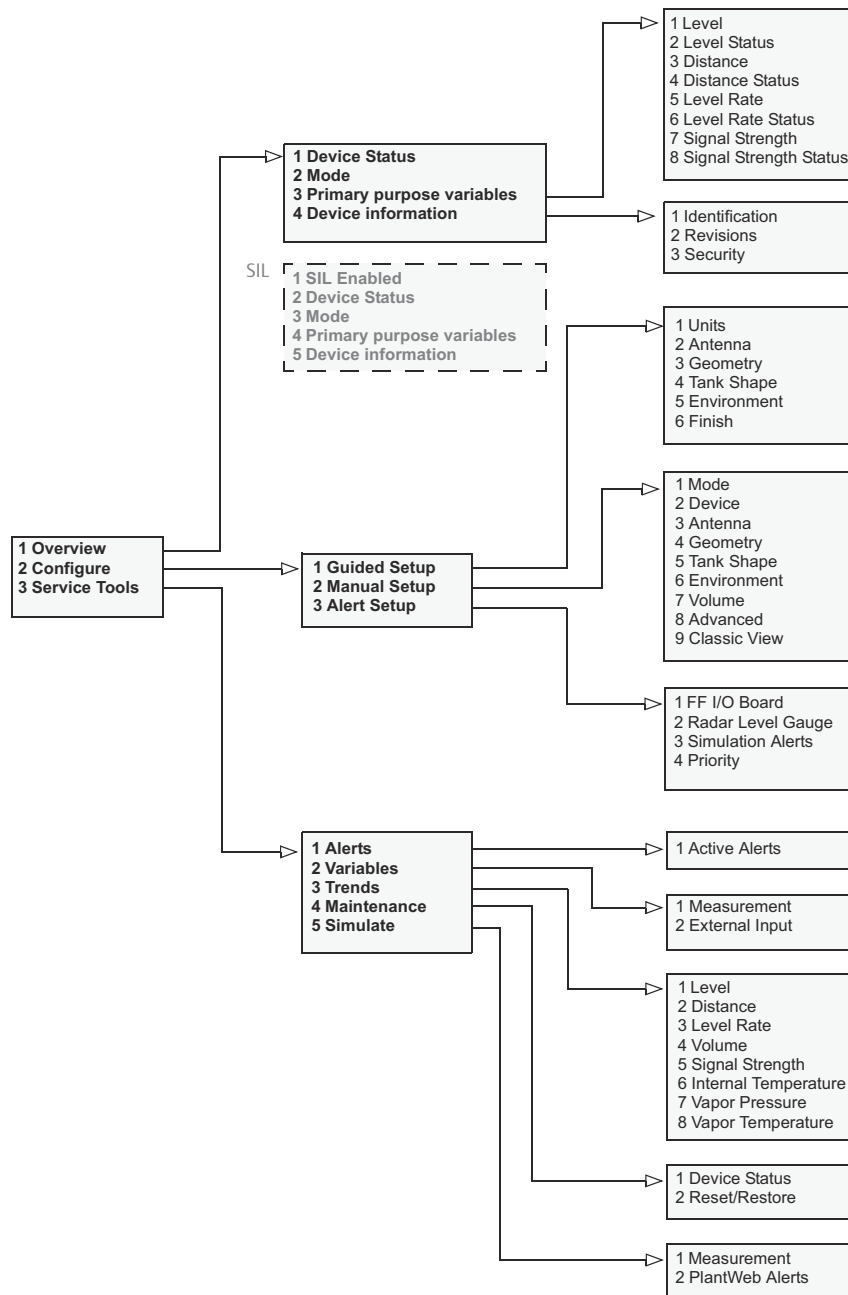 1 Level
2 Level Status
3 Distance
4 Distance Status
5 Level Rate
6 Level Rate Status
7 Signal Strength
8 Signal Strength Status
1 Device Status
2 Mode
3 Primary purpose variables
4 Device information
1 Identification
2 Revisions
3 Security
SIL
1 SIL Enabled
2 Device Status
3 Mode
4 Primary purpose variables
5 Device information
1 Units
2 Antenna
3 Geometry
4 Tank Shape
5 Environment
6 Finish
1 Overview
2 Configure
3 Service Tools
1 Guided Setup
2 Manual Setup
3 Alert Setup
1 Mode
2 Device
3 Antenna
4 Geometry
5 Tank Shape
6 Environment
7 Volume
8 Advanced
9 Classic View
1 FF I/O Board
2 Radar Level Gauge
3 Simulation Alerts
4 Priority
1 Alerts
2 Variables
3 Trends
4 Maintenance
5 Simulate
1 Active Alerts
1 Measurement
2 External Input
1 Level
2 Distance
3 Level Rate
4 Volume
5 Signal Strength
6 Internal Temperature
7 Vapor Pressure
8 Vapor Temperature
1 Device Status
2 Reset/Restore
1 Measurement
2 PlantWeb Alerts